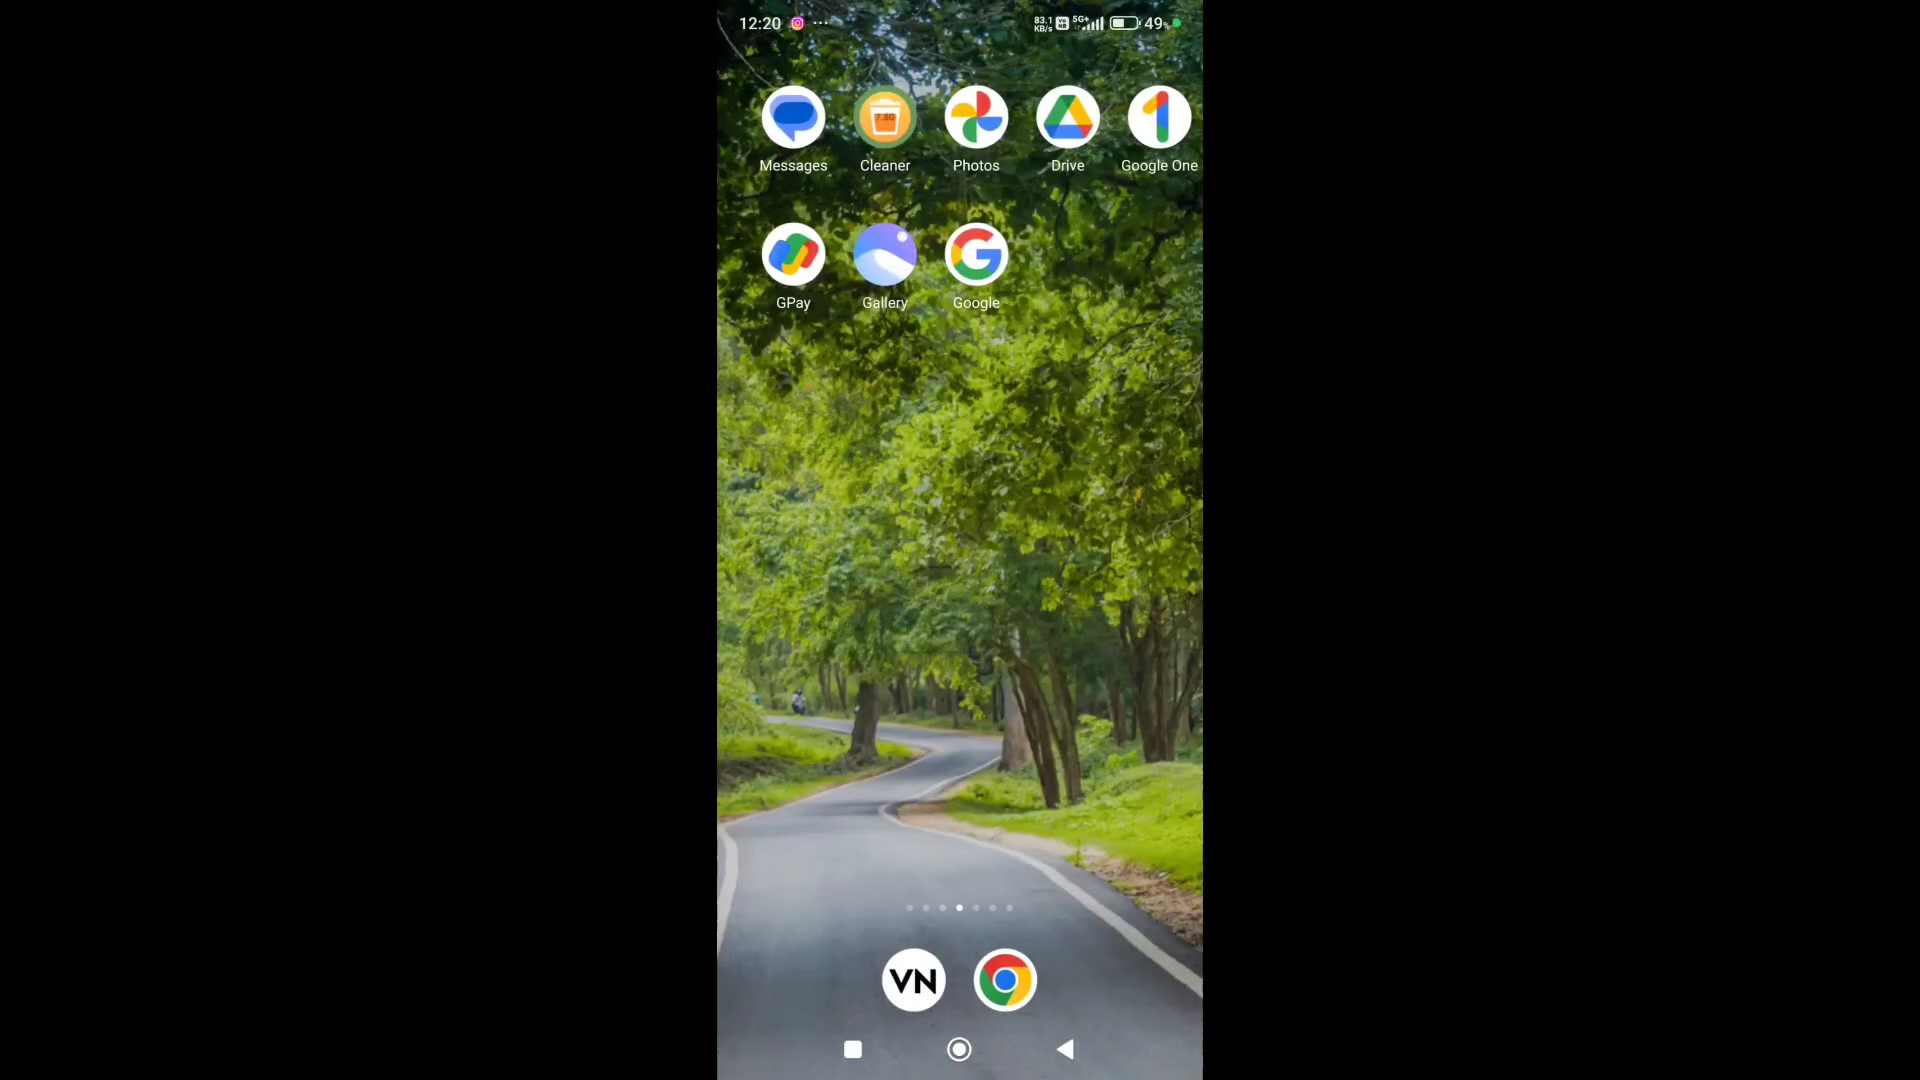 12:20 ... 83.1 KB/s 5G+ 49%
Messages Cleaner Photos Drive Google One
GPay Gallery Google
VN